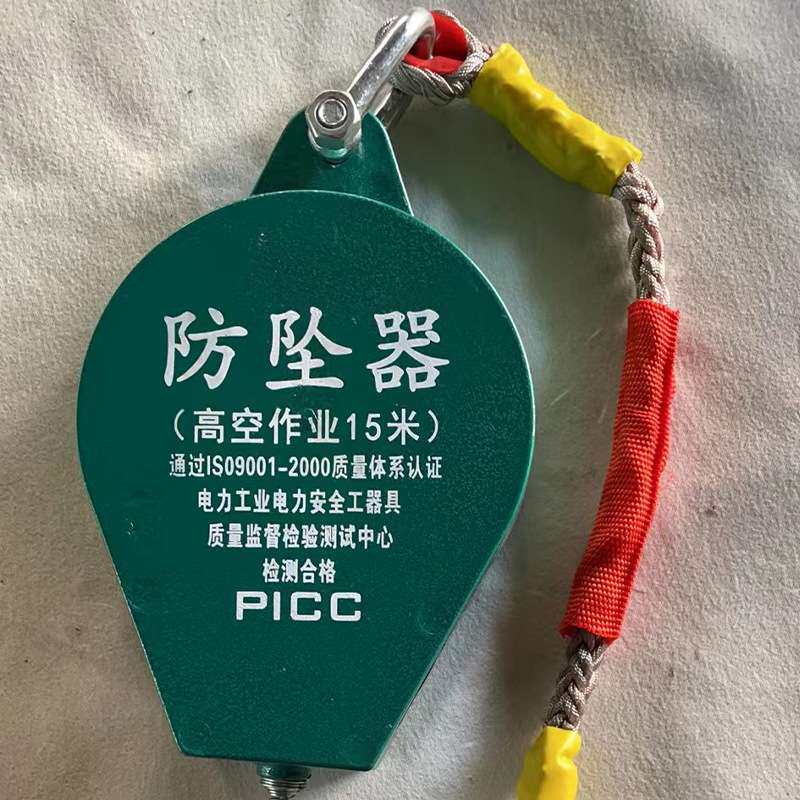 防坠器
（高空作业15米）
通过ISO9001-2000质量体系认证
电力工业电力安全工器具
质量监督检验测试中心
检测合格
PICC